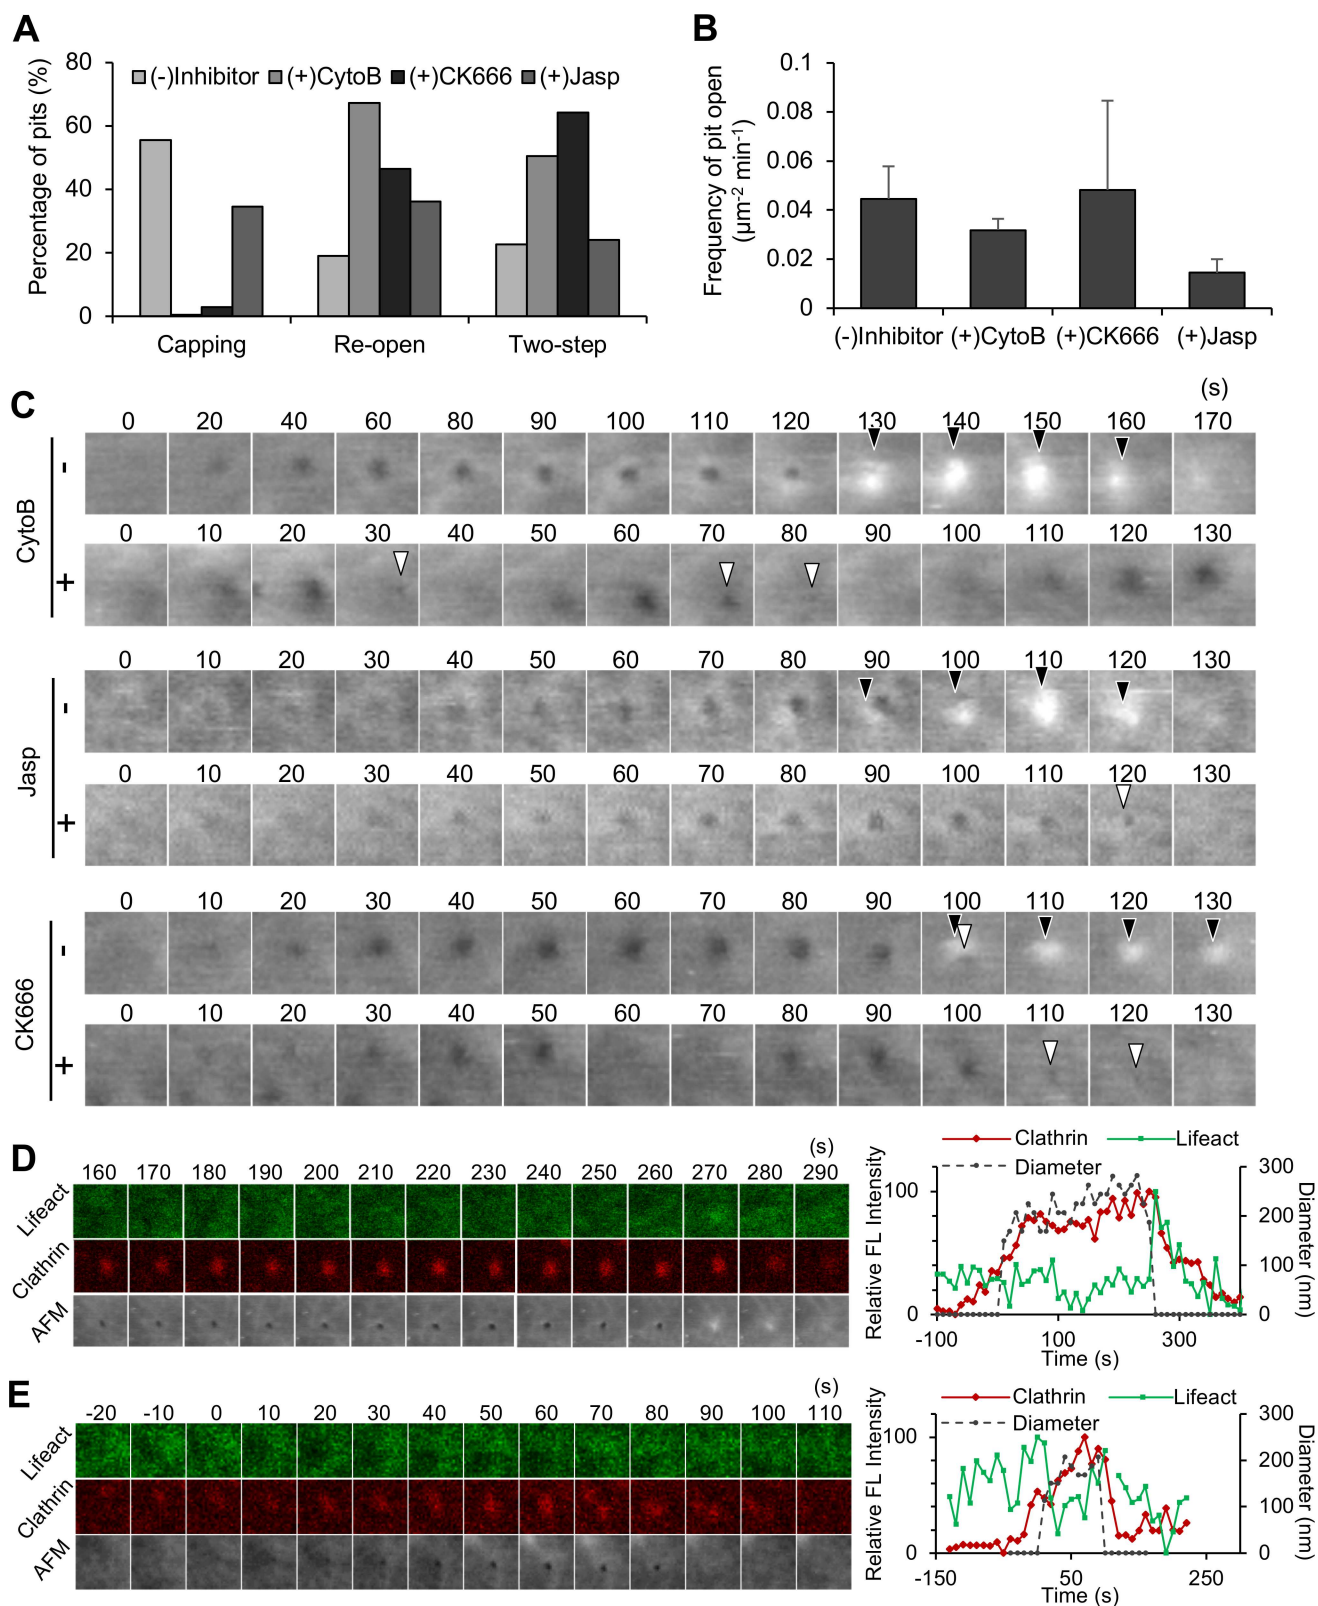 A
Percentage of pits (%)
80
60
40
20
0
(-)Inhibitor (+)CytoB (+)CK666 (+)Jasp
Capping Re-open Two-step
B
Frequency of pit open
(µm⁻² min⁻¹)
0.1
0.08
0.06
0.04
0.02
0
(-)Inhibitor (+)CytoB (+)CK666 (+)Jasp
C
(s)
0 20 40 60 80 90 100 110 120 130 140 150 160 170
CytoB
-
0 10 20 30 40 50 60 70 80 90 100 110 120 130
+
0 10 20 30 40 50 60 70 80 90 100 110 120 130
Jasp
-
0 10 20 30 40 50 60 70 80 90 100 110 120 130
+
0 10 20 30 40 50 60 70 80 90 100 110 120 130
CK666
-
0 10 20 30 40 50 60 70 80 90 100 110 120 130
+
D
(s)
160 170 180 190 200 210 220 230 240 250 260 270 280 290
Lifeact
Clathrin
AFM
Clathrin Lifeact
Diameter
Relative FL Intensity
100
0
Diameter (nm)
300
200
100
0
-100 100 300
Time (s)
E
(s)
-20 -10 0 10 20 30 40 50 60 70 80 90 100 110
Lifeact
Clathrin
AFM
Clathrin Lifeact
Diameter
Relative FL Intensity
100
0
Diameter (nm)
300
200
100
0
-150 50 250
Time (s)